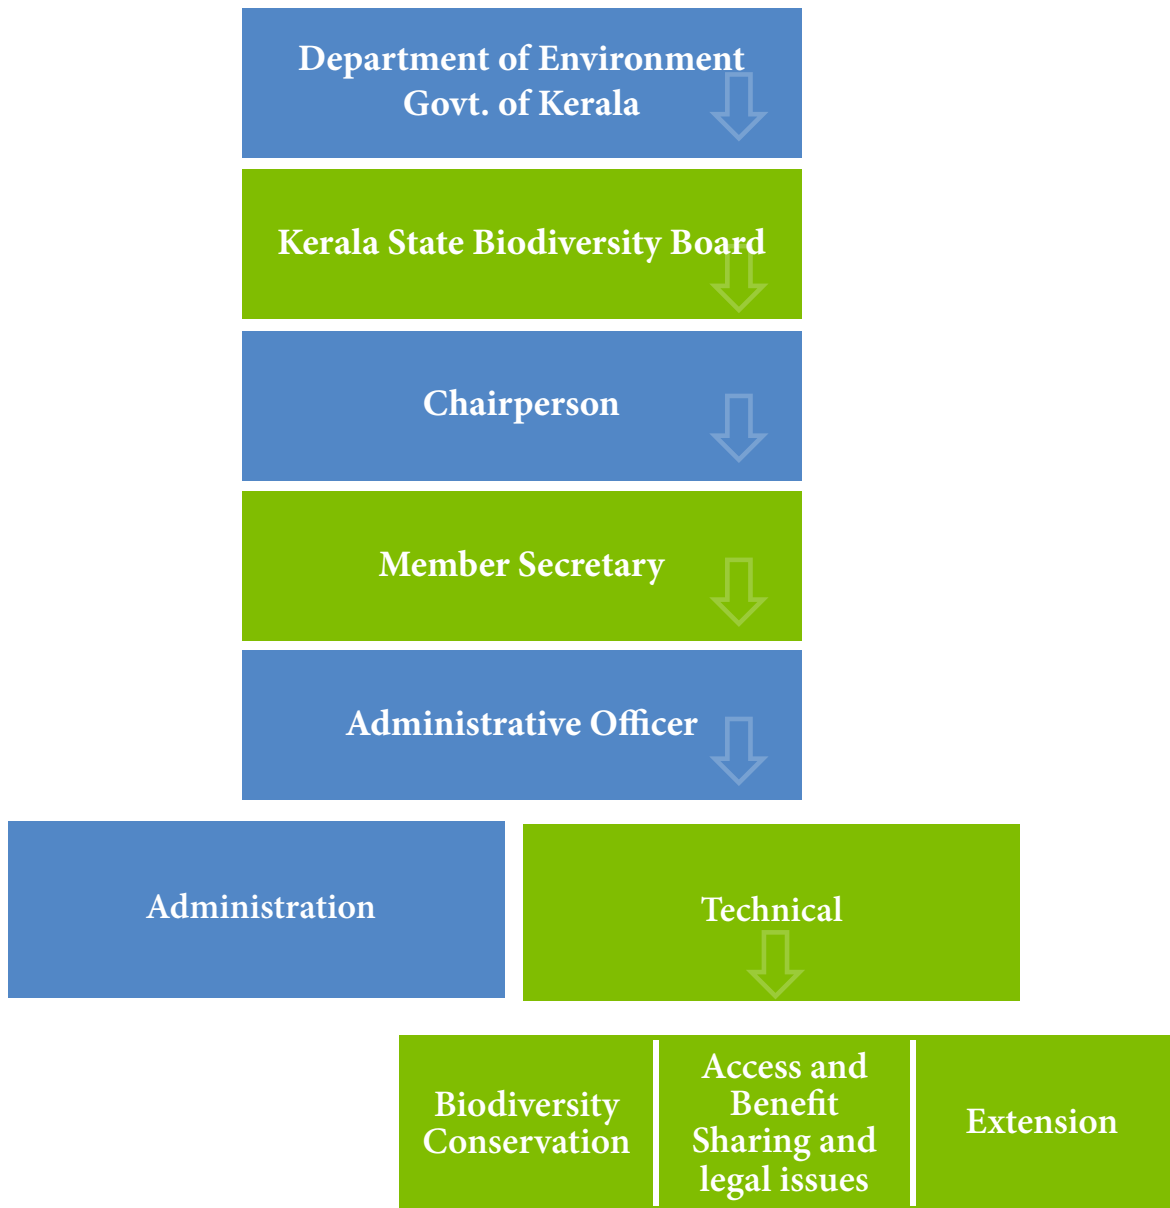 Department of Environment
Govt. of Kerala
Kerala State Biodiversity Board
Chairperson
Member Secretary
Administrative Officer
Administration
Technical
Biodiversity
Conservation
Access and
Benefit
Sharing and
legal issues
Extension